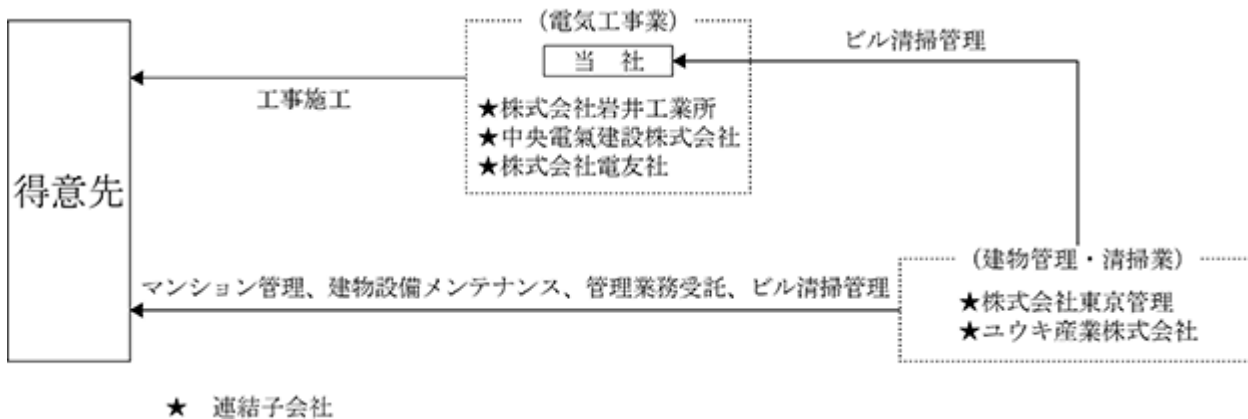 (電気工事業)
当 社
ビル清掃管理
工事施工
★株式会社岩井工業所
★中央電氣建設株式会社
★株式会社電友社
得意先
(建物管理・清掃業)
マンション管理、建物設備メンテナンス、管理業務受託、ビル清掃管理
★株式会社東京管理
★ユウキ産業株式会社
★ 連結子会社